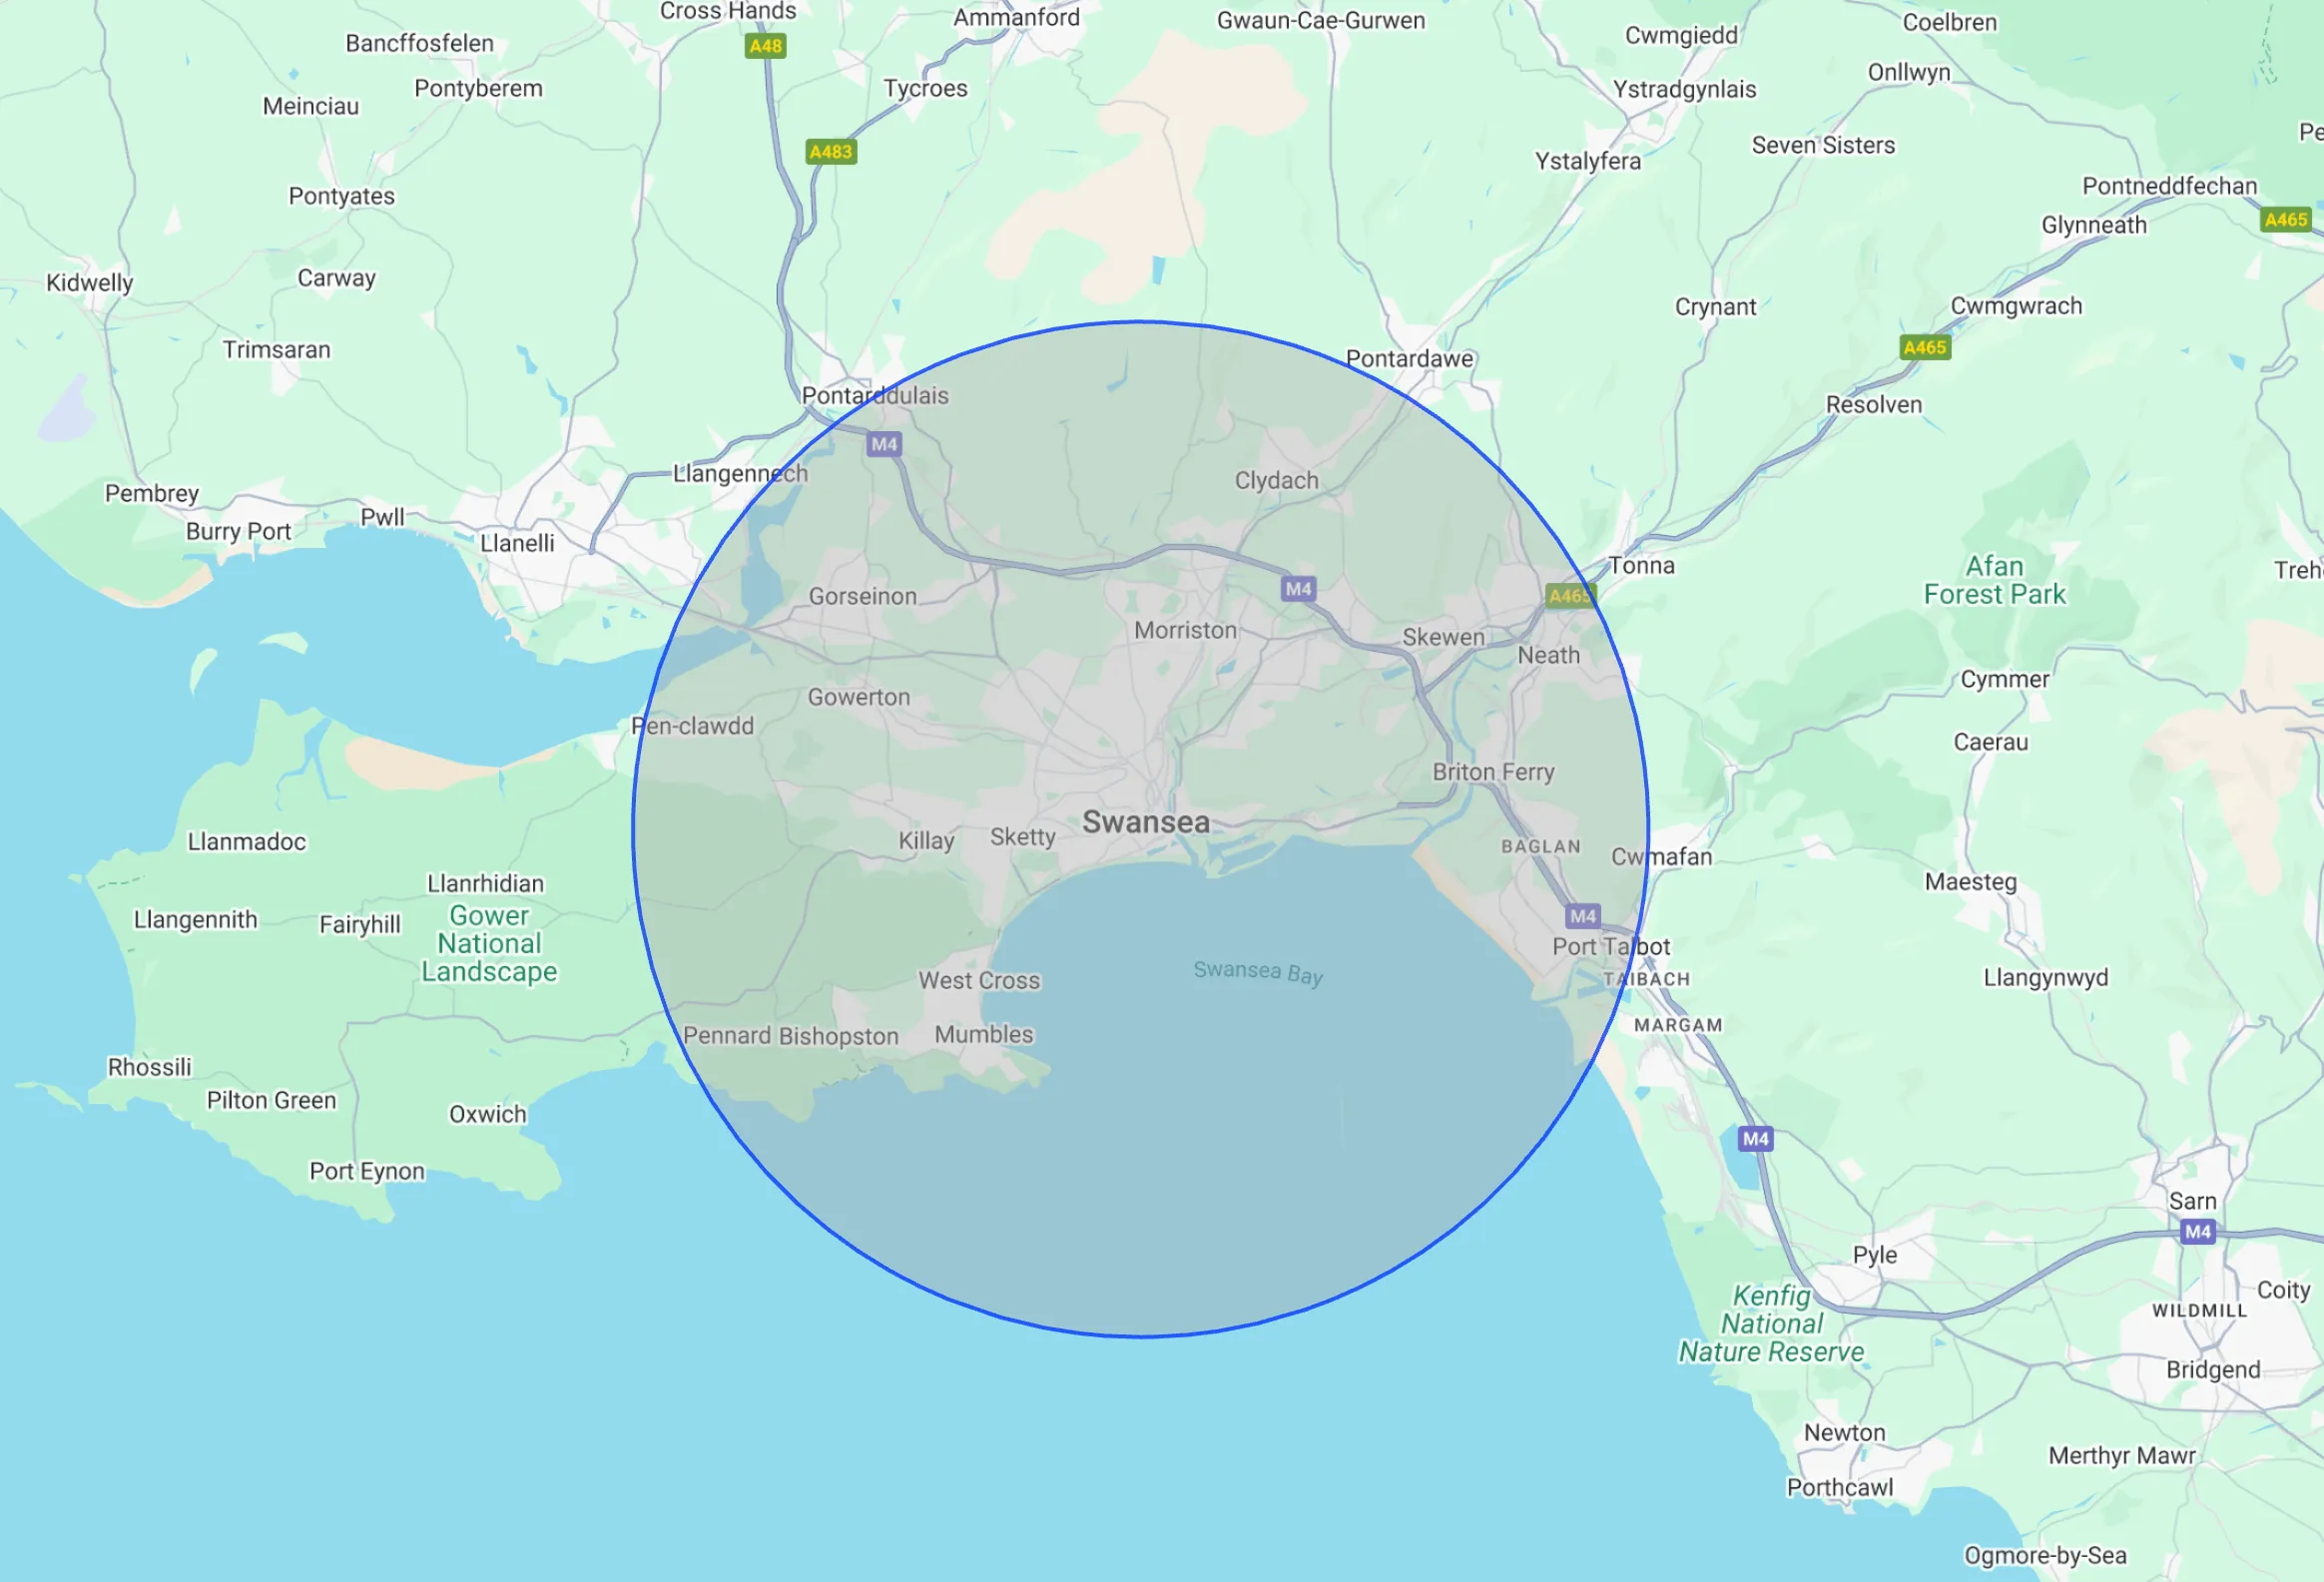 Cross Hands
Ammanford
Gwaun-Cae-Gurwen
Coelbren
Bancffosfelen
A48
Cwmgiedd
Onllwyn
Pontyberem
Tycroes
Ystradgynlais
Meinciau
A483
Seven Sisters
Pe
Ystalyfera
Pontyates
Pontneddfechan
Glynneath
A465
Kidwelly
Carway
Crynant
Cwmgwrach
Trimsaran
A465
Pontardawe
Pontarddulais
Resolven
M4
Llangennech
Clydach
Pembrey
Pwll
Burry Port
Llanelli
Tonna
Afan
Forest Park
Treh
Gorseinon
M4
A465
Morriston
Skewen
Neath
Cymmer
Gowerton
Pen-clawdd
Caerau
Briton Ferry
Swansea
Llanmadoc
Killay
Sketty
BAGLAN
Cwmafan
Maesteg
Llanrhidian
Llangennith
Fairyhill
Gower
National
Landscape
M4
Port Talbot
TAIBACH
Swansea Bay
West Cross
Llangynwyd
Pennard
Bishopston
Mumbles
MARGAM
Rhossili
Pilton Green
Oxwich
M4
Port Eynon
Sarn
M4
Pyle
Coity
Kenfig
National
Nature Reserve
WILDMILL
Bridgend
Newton
Merthyr Mawr
Porthcawl
Ogmore-by-Sea